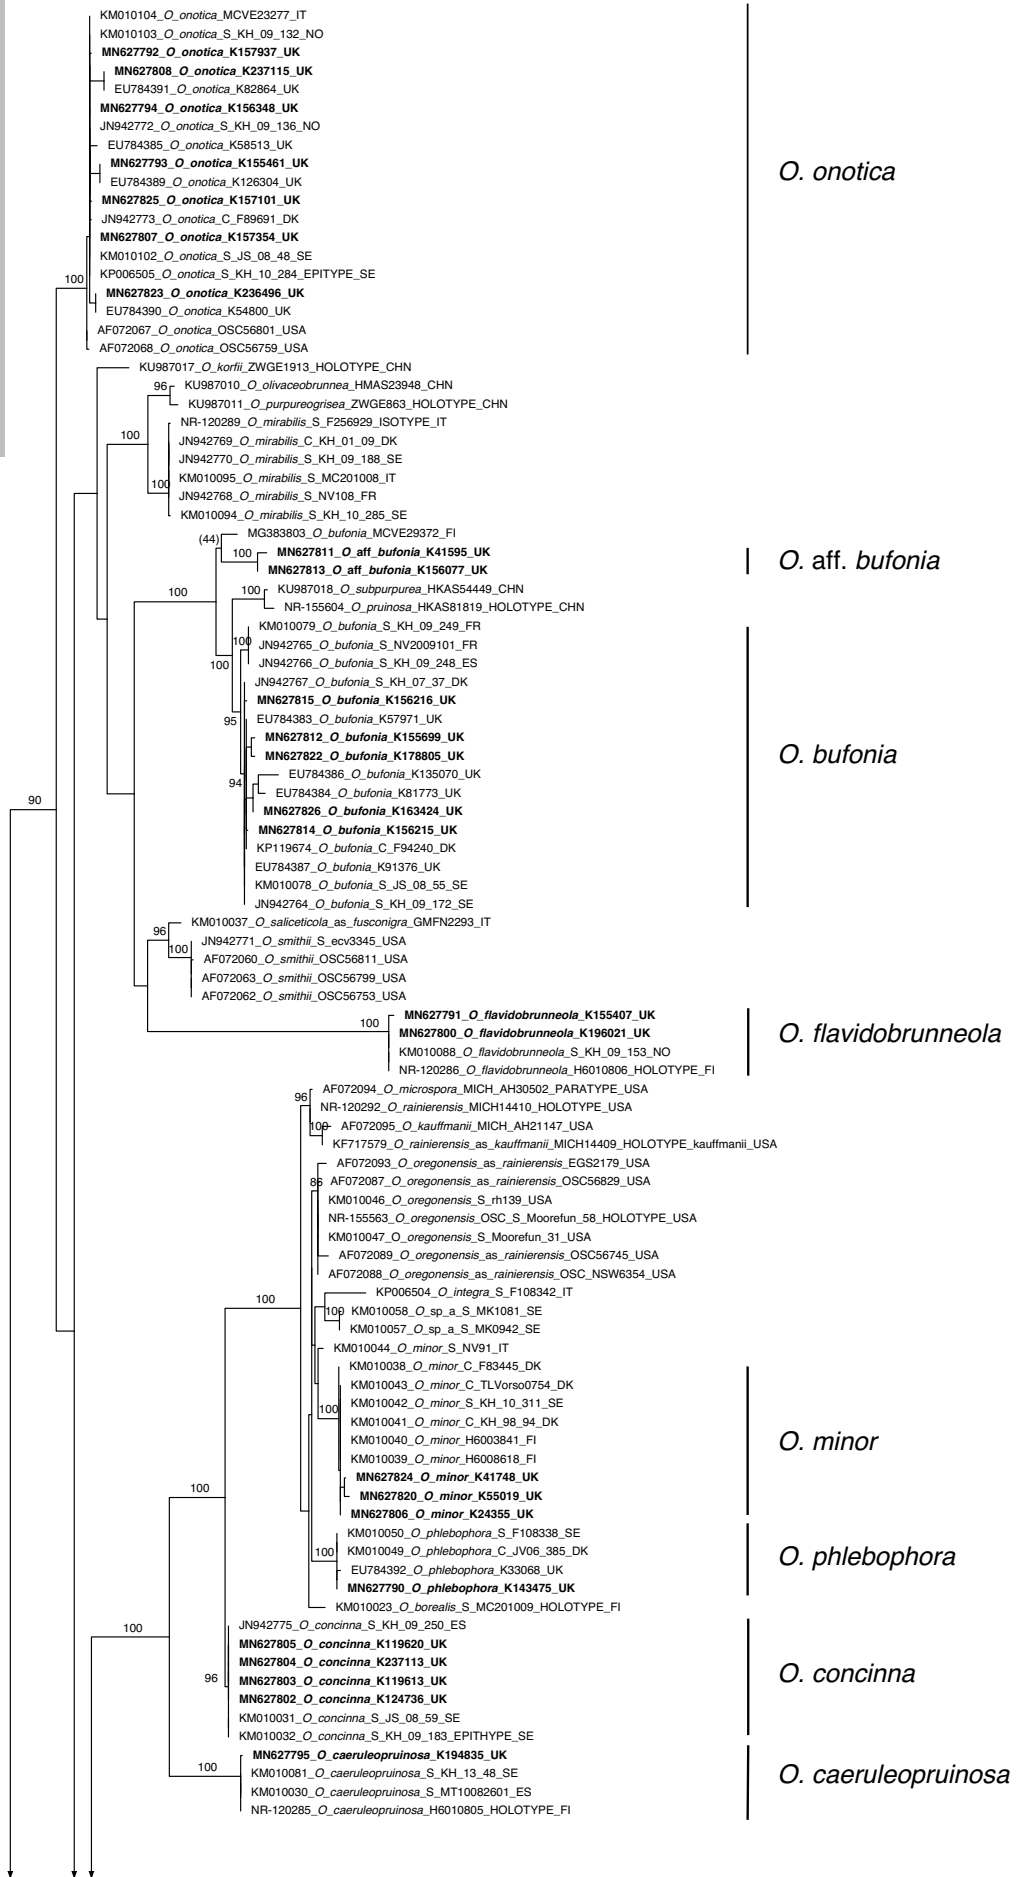 KM010104_O_onotica_MCVE23277_IT
KM010103_O_onotica_S_KH_09_132_NO
MN627792_O_onotica_K157937_UK
MN627808_O_onotica_K237115_UK
EU784391_O_onotica_K82864_UK
MN627794_O_onotica_K156348_UK
JN942772_O_onotica_S_KH_09_136_NO
EU784385_O_onotica_K58513_UK
MN627793_O_onotica_K155461_UK
O. onotica
EU784389_O_onotica_K126304_UK
MN627825_O_onotica_K157101_UK
JN942773_O_onotica_C_F89691_DK
MN627807_O_onotica_K157354_UK
KM010102_O_onotica_S_JS_08_48_SE
KP006505_O_onotica_S_KH_10_284_EPITYPE_SE
100
MN627823_O_onotica_K236496_UK
EU784390_O_onotica_K54800_UK
AF072067_O_onotica_OSC56801_USA
AF072068_O_onotica_OSC56759_USA
KU987017_O_korfii_ZWGE1913_HOLOTYPE_CHN
96 KU987010_O_olivaceobrunnea_HMAS23948_CHN
KU987011_O_purpureogrisea_ZWGE863_HOLOTYPE_CHN
NR-120289_O_mirabilis_S_F256929_ISOTYPE_IT
100
JN942769_O_mirabilis_C_KH_01_09_DK
JN942770_O_mirabilis_S_KH_09_188_SE
KM010095_O_mirabilis_S_MC201008_IT
100
JN942768_O_mirabilis_S_NV108_FR
KM010094_O_mirabilis_S_KH_10_285_SE
MG383803_O_bufonia_MCVE29372_FI
(44)
100 MN627811_O_aff_bufonia_K41595_UK
O. aff. bufonia
MN627813_O_aff_bufonia_K156077_UK
100 KU987018_O_subpurpurea_HKAS54449_CHN
100
NR-155604_O_pruinosa_HKAS81819_HOLOTYPE_CHN
KM010079_O_bufonia_S_KH_09_249_FR
100
JN942765_O_bufonia_S_NV2009101_FR
100
JN942766_O_bufonia_S_KH_09_248_ES
JN942767_O_bufonia_S_KH_07_37_DK
MN627815_O_bufonia_K156216_UK
95
EU784383_O_bufonia_K57971_UK
MN627812_O_bufonia_K155699_UK
O. bufonia
MN627822_O_bufonia_K178805_UK
EU784386_O_bufonia_K135070_UK
94
EU784384_O_bufonia_K81773_UK
90
MN627826_O_bufonia_K163424_UK
MN627814_O_bufonia_K156215_UK
KP119674_O_bufonia_C_F94240_DK
EU784387_O_bufonia_K91376_UK
KM010078_O_bufonia_S_JS_08_55_SE
JN942764_O_bufonia_S_KH_09_172_SE
KM010037_O_saliceticola_as_fusconigra_GMFN2293_IT
96
JN942771_O_smithii_S_ecv3345_USA
100
AF072060_O_smithii_OSC56811_USA
AF072063_O_smithii_OSC56799_USA
AF072062_O_smithii_OSC56753_USA
MN627791_O_flavidobrunneola_K155407_UK
100
MN627800_O_flavidobrunneola_K196021_UK
O. flavidobrunneola
KM010088_O_flavidobrunneola_S_KH_09_153_NO
NR-120286_O_flavidobrunneola_H6010806_HOLOTYPE_FI
AF072094_O_microspora_MICH_AH30502_PARATYPE_USA
96
NR-120292_O_rainierensis_MICH14410_HOLOTYPE_USA
100 AF072095_O_kauffmanii_MICH_AH21147_USA
KF717579_O_rainierensis_as_kauffmanii_MICH14409_HOLOTYPE_kauffmanii_USA
AF072093_O_oregonensis_as_rainierensis_EGS2179_USA
86 AF072087_O_oregonensis_as_rainierensis_OSC56829_USA
KM010046_O_oregonensis_S_rh139_USA
NR-155563_O_oregonensis_OSC_S_Moorefun_58_HOLOTYPE_USA
KM010047_O_oregonensis_S_Moorefun_31_USA
AF072089_O_oregonensis_as_rainierensis_OSC56745_USA
AF072088_O_oregonensis_as_rainierensis_OSC_NSW6354_USA
KP006504_O_integra_S_F108342_IT
100
100 KM010058_O_sp_a_S_MK1081_SE
KM010057_O_sp_a_S_MK0942_SE
KM010044_O_minor_S_NV91_IT
KM010038_O_minor_C_F83445_DK
KM010043_O_minor_C_TLVorso0754_DK
KM010042_O_minor_S_KH_10_311_SE
100
KM010041_O_minor_C_KH_98_94_DK
KM010040_O_minor_H6003841_FI
O. minor
KM010039_O_minor_H6008618_FI
MN627824_O_minor_K41748_UK
100
MN627820_O_minor_K55019_UK
MN627806_O_minor_K24355_UK
KM010050_O_phlebophora_S_F108338_SE
100 KM010049_O_phlebophora_C_JV06_385_DK
O. phlebophora
EU784392_O_phlebophora_K33068_UK
MN627790_O_phlebophora_K143475_UK
KM010023_O_borealis_S_MC201009_HOLOTYPE_FI
JN942775_O_concinna_S_KH_09_250_ES
100
MN627805_O_concinna_K119620_UK
MN627804_O_concinna_K237113_UK
O. concinna
96
MN627803_O_concinna_K119613_UK
MN627802_O_concinna_K124736_UK
KM010031_O_concinna_S_JS_08_59_SE
KM010032_O_concinna_S_KH_09_183_EPITHYPE_SE
MN627795_O_caeruleopruinosa_K194835_UK
100
KM010081_O_caeruleopruinosa_S_KH_13_48_SE
O. caeruleopruinosa
KM010030_O_caeruleopruinosa_S_MT10082601_ES
NR-120285_O_caeruleopruinosa_H6010805_HOLOTYPE_FI